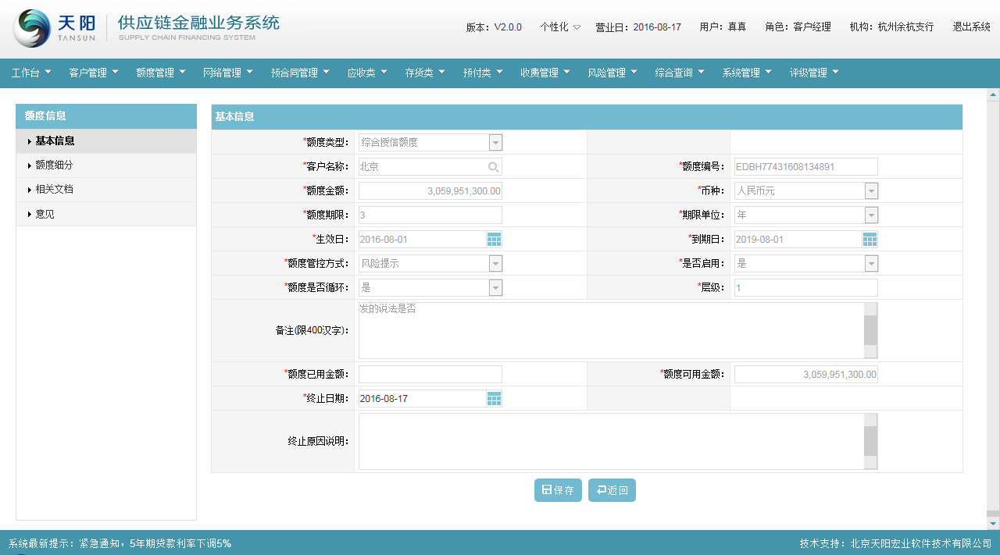 天阳 TANSUN 供应链金融业务系统 SUPPLY CHAIN FINANCING SYSTEM
版本：V2.0.0 个性化 营业日：2016-08-17 用户：真真 角色：客户经理 机构：杭州余杭支行 退出系统
工作台 客户管理 额度管理 网络管理 预合同管理 应收类 存货类 预付类 收费管理 风险管理 综合查询 系统管理 评级管理
额度信息
基本信息
额度细分
相关文档
意见
基本信息
*额度类型： 综合授信额度
*客户名称： 北京 *额度编号： EDBH77431608134891
*额度金额： 3,059,951,300.00 *币种： 人民币元
*额度期限： 3 *期限单位： 年
*生效日： 2016-08-01 *到期日： 2019-08-01
*额度管控方式： 风险提示 *是否启用： 是
*额度是否循环： 是 *层级： 1
备注(限400汉字)： 发的说法是否
*额度已用金额： *额度可用金额： 3,059,951,300.00
*终止日期： 2016-08-17
终止原因说明：
保存 返回
系统最新提示：紧急通知，5年期贷款利率下调5% 技术支持：北京天阳宏业软件技术有限公司